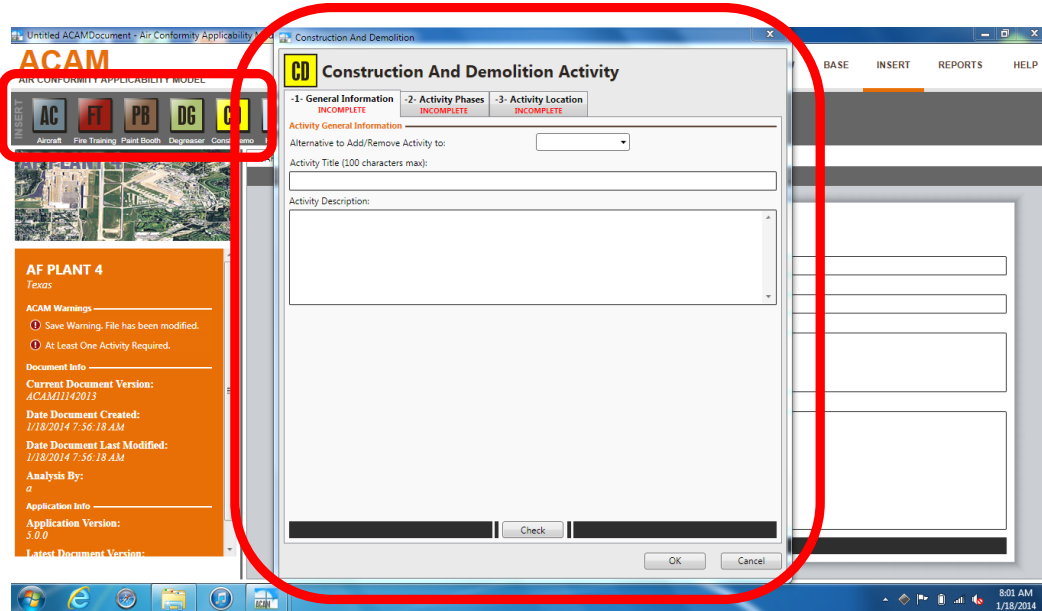 Untitled ACAMDocument - Air Conformity Applicability
Construction And Demolition
ACAM
AIR CONFORMITY APPLICABILITY MODEL
BASE INSERT REPORTS HELP
INSERT
AC FT PB DG
Aircraft Fire Training Paint Booth Degreaser
CD Construction And Demolition Activity
-1- General Information -2- Activity Phases -3- Activity Location
INCOMPLETE INCOMPLETE INCOMPLETE
Activity General Information
Alternative to Add/Remove Activity to:
Activity Title (100 characters max):
Activity Description:
AF PLANT 4
Texas
ACAM Warnings
Save Warning. File has been modified.
At Least One Activity Required.
Document Info
Current Document Version:
ACAM11142013
Date Document Created:
1/18/2014 7:56:18 AM
Date Document Last Modified:
1/18/2014 7:56:18 AM
Analysis By:
a
Application Info
Application Version:
5.0.0
Latest Document Version:
Check
OK Cancel
ACAM
8:01 AM
1/18/2014